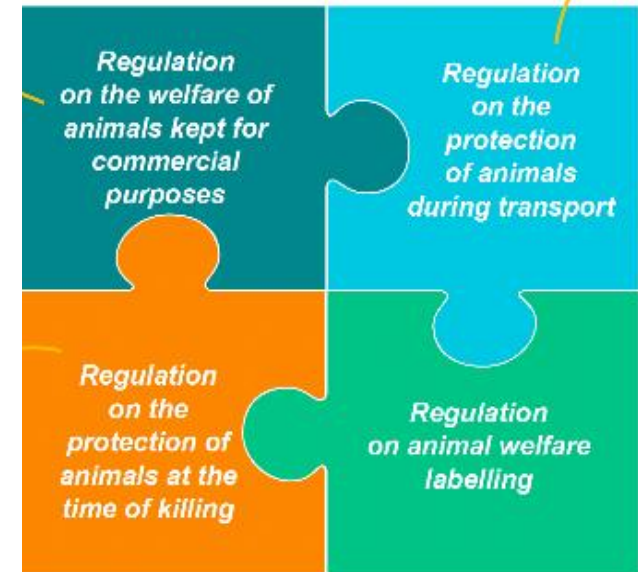 Regulation
on the welfare of
animals kept for
commercial
purposes
Regulation
on the
protection
of animals
during transport
Regulation
on the
protection of
animals at the
time of killing
Regulation
on animal welfare
labelling